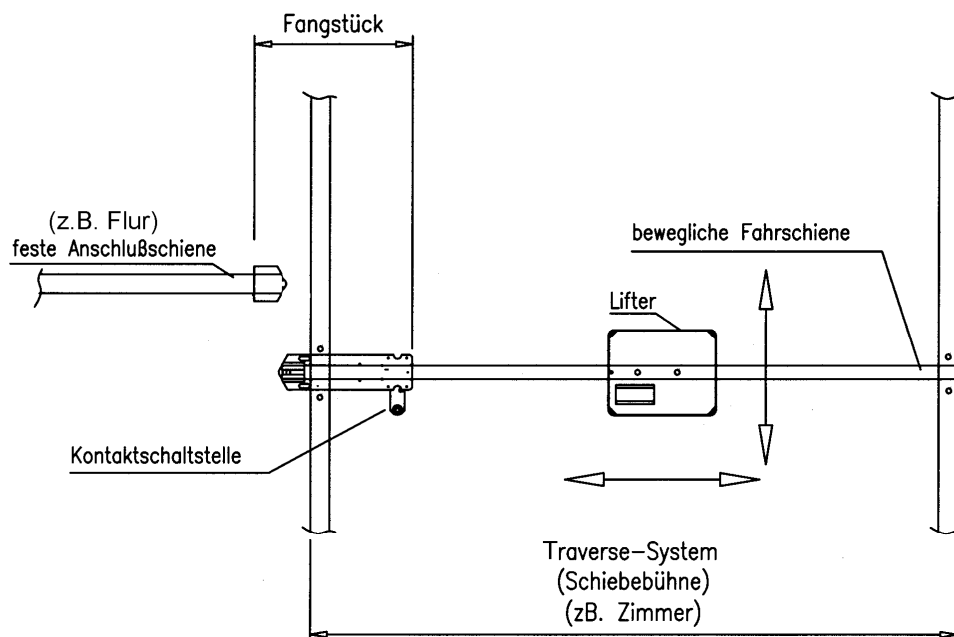 Fangstück
(z.B. Flur)
feste Anschlußschiene
bewegliche Fahrschiene
Lifter
Kontaktschaltstelle
Traverse-System
(Schiebebühne)
(zB. Zimmer)